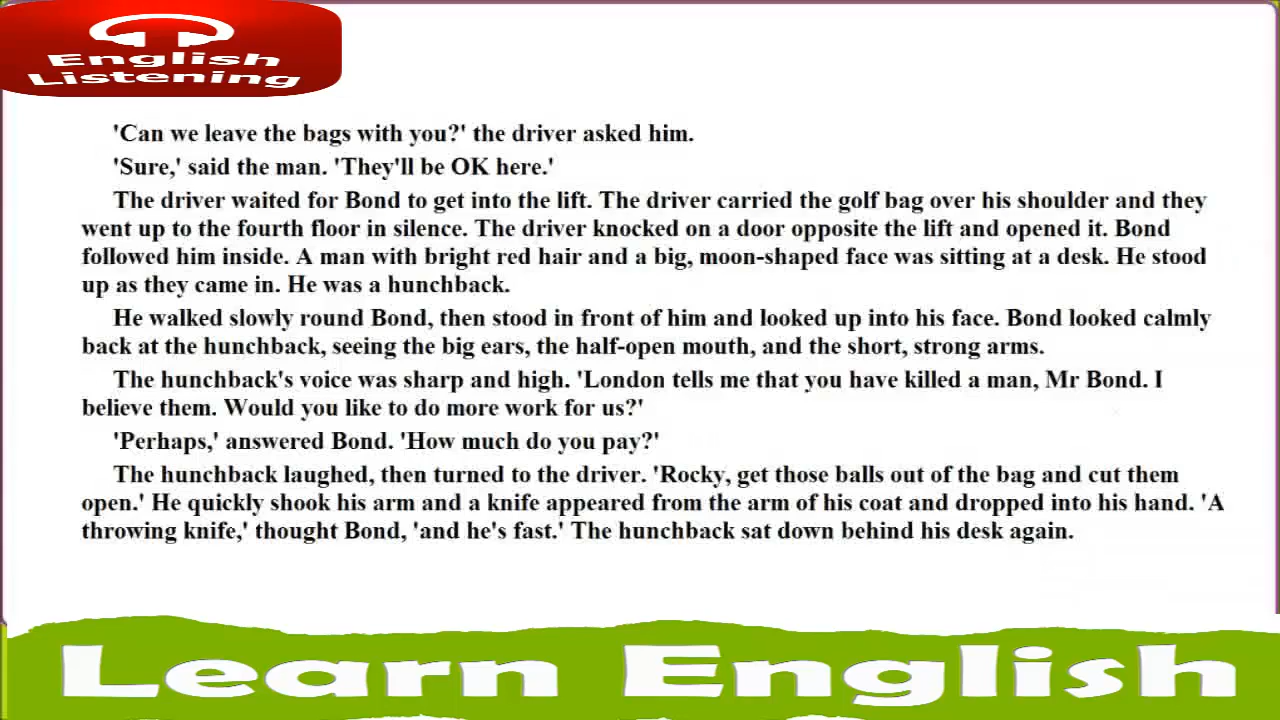 English
Listening
'Can we leave the bags with you?' the driver asked him.
'Sure,' said the man. 'They'll be OK here.'
The driver waited for Bond to get into the lift. The driver carried the golf bag over his shoulder and they
went up to the fourth floor in silence. The driver knocked on a door opposite the lift and opened it. Bond
followed him inside. A man with bright red hair and a big, moon-shaped face was sitting at a desk. He stood
up as they came in. He was a hunchback.
He walked slowly round Bond, then stood in front of him and looked up into his face. Bond looked calmly
back at the hunchback, seeing the big ears, the half-open mouth, and the short, strong arms.
The hunchback's voice was sharp and high. 'London tells me that you have killed a man, Mr Bond. I
believe them. Would you like to do more work for us?'
'Perhaps,' answered Bond. 'How much do you pay?'
The hunchback laughed, then turned to the driver. 'Rocky, get those balls out of the bag and cut them
open.' He quickly shook his arm and a knife appeared from the arm of his coat and dropped into his hand. 'A
throwing knife,' thought Bond, 'and he's fast.' The hunchback sat down behind his desk again.
Learn English